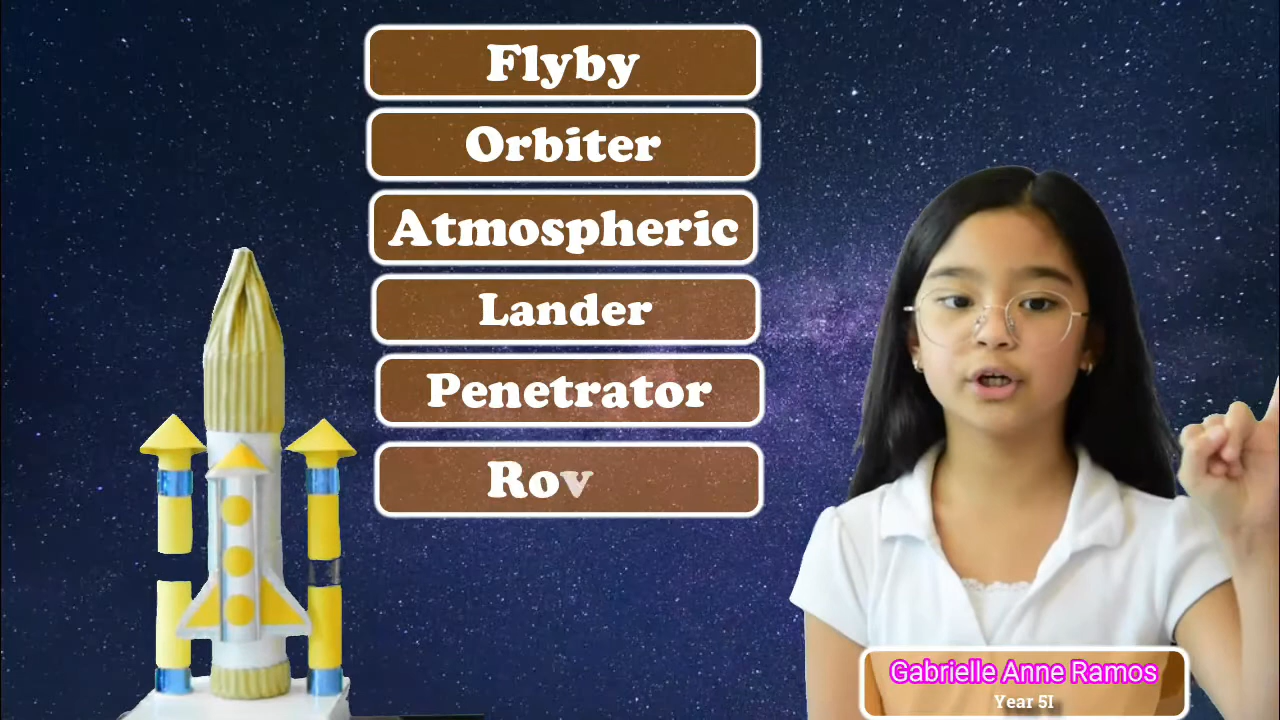 Flyby
Orbiter
Atmospheric
Lander
Penetrator
Rov
Gabrielle Anne Ramos
Year 5I